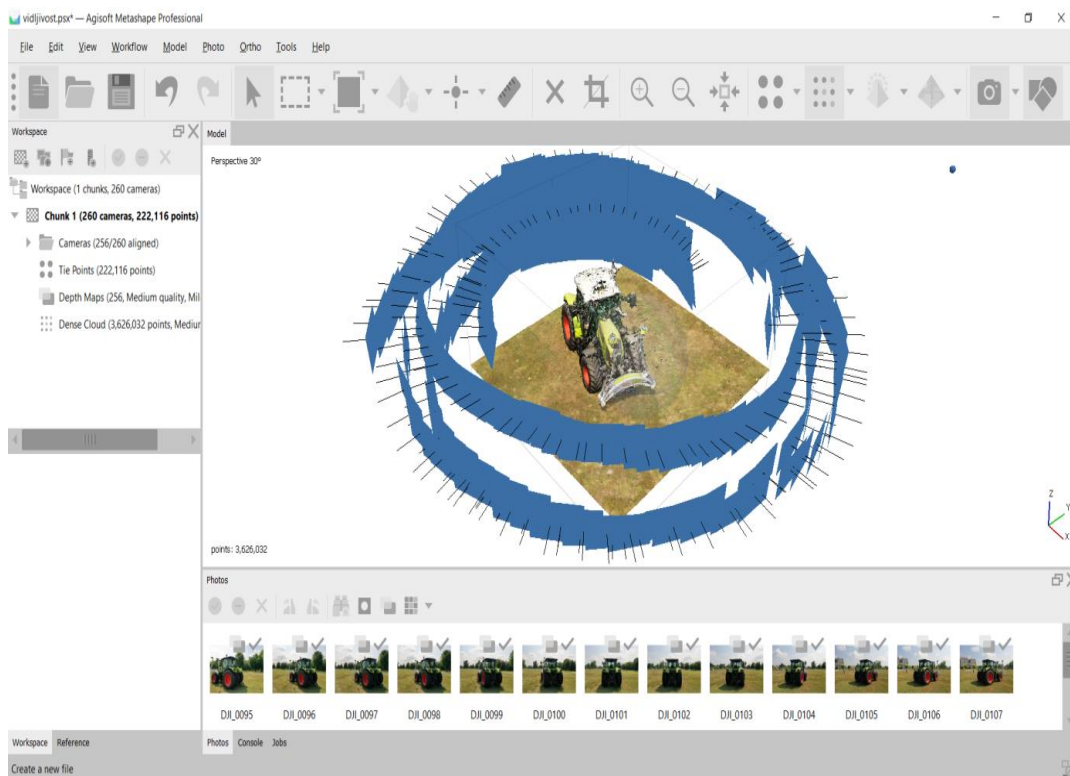 vidljivost.psx* — Agisoft Metashape Professional
File Edit View Workflow Model Photo Ortho Tools Help
Workspace
Workspace (1 chunks, 260 cameras)
Chunk 1 (260 cameras, 222,116 points)
Cameras (256/260 aligned)
Tie Points (222,116 points)
Depth Maps (256, Medium quality, Mil
Dense Cloud (3,626,032 points, Medium
Model
Perspective 30°
Z
Y
X
points: 3,626,032
Photos
DJI_0095 DJI_0096 DJI_0097 DJI_0098 DJI_0099 DJI_0100 DJI_0101 DJI_0102 DJI_0103 DJI_0104 DJI_0105 DJI_0106 DJI_0107
Workspace Reference
Photos Console Jobs
Create a new file